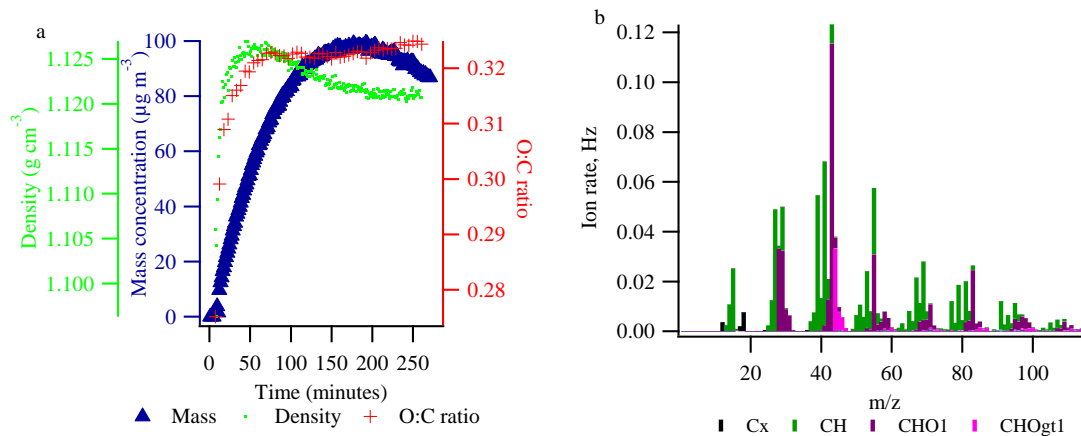 a
1.125
1.120
1.115
1.110
1.105
1.100
Density (g cm⁻³)
100
80
60
40
20
0
Mass concentration (µg m⁻³)
0.32
0.31
0.30
0.29
0.28
O:C ratio
0 50 100 150 200 250
Time (minutes)
Mass Density O:C ratio
b
0.12
0.10
0.08
0.06
0.04
0.02
0.00
Ion rate, Hz
20 40 60 80 100
m/z
Cx CH CHO1 CHOgt1